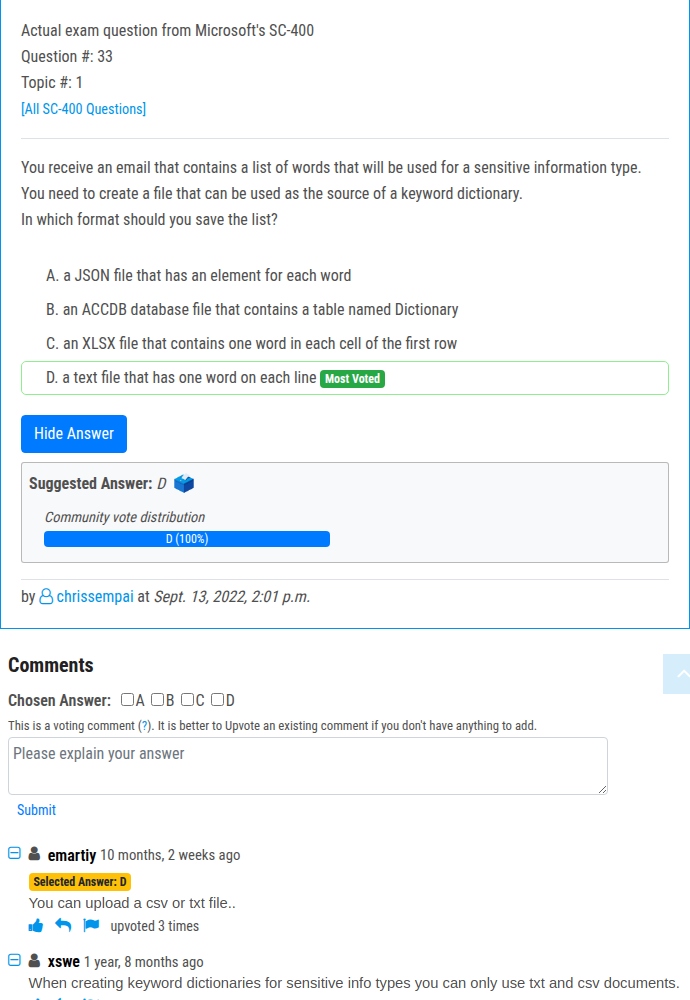 Actual exam question from Microsoft's SC-400
Question #: 33
Topic #: 1
[All SC-400 Questions]
You receive an email that contains a list of words that will be used for a sensitive information type.
You need to create a file that can be used as the source of a keyword dictionary.
In which format should you save the list?
A. a JSON file that has an element for each word
B. an ACCDB database file that contains a table named Dictionary
C. an XLSX file that contains one word in each cell of the first row
D. a text file that has one word on each line Most Voted
Hide Answer
Suggested Answer: D
Community vote distribution
D (100%)
by chrissempai at Sept. 13, 2022, 2:01 p.m.
Comments
Chosen Answer: A B C D
This is a voting comment (?). It is better to Upvote an existing comment if you don't have anything to add.
Please explain your answer
Submit
emartiy 10 months, 2 weeks ago
Selected Answer: D
You can upload a csv or txt file..
upvoted 3 times
xswe 1 year, 8 months ago
When creating keyword dictionaries for sensitive info types you can only use txt and csv documents.